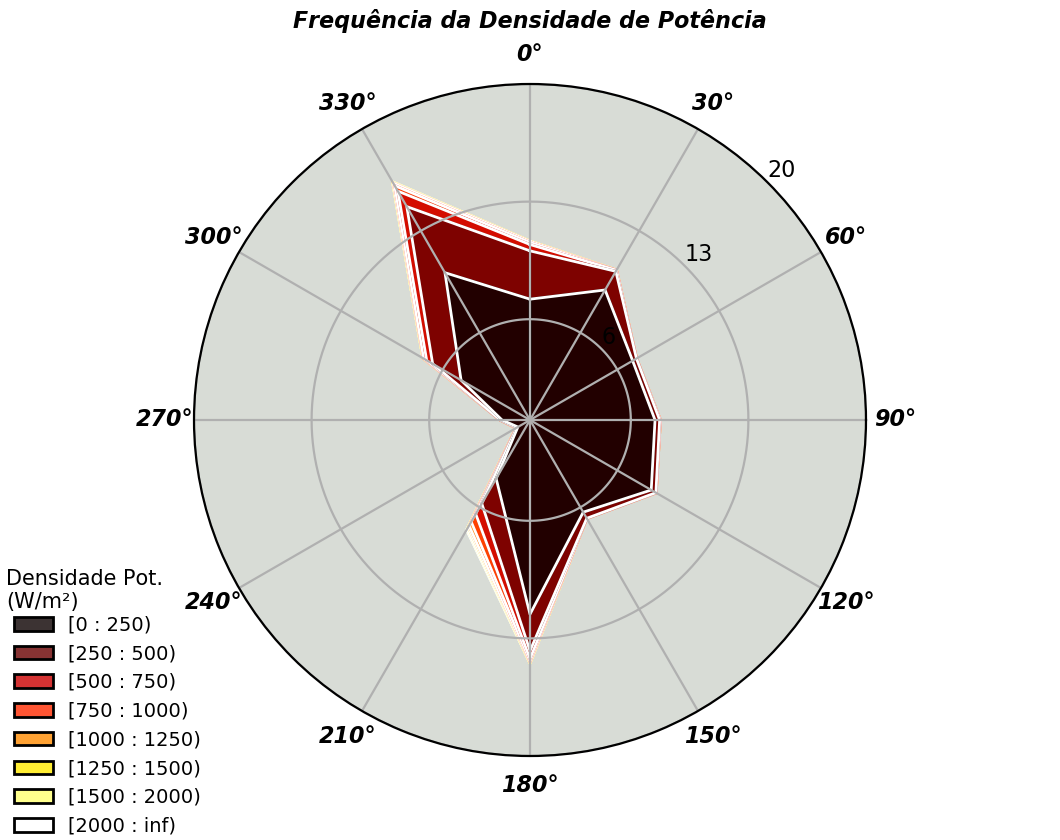 Frequência da Densidade de Potência
0°
330°
30°
20
300°
60°
13
6
270°
90°
240°
120°
210°
150°
180°
Densidade Pot.
(W/m²)
[0 : 250)
[250 : 500)
[500 : 750)
[750 : 1000)
[1000 : 1250)
[1250 : 1500)
[1500 : 2000)
[2000 : inf)